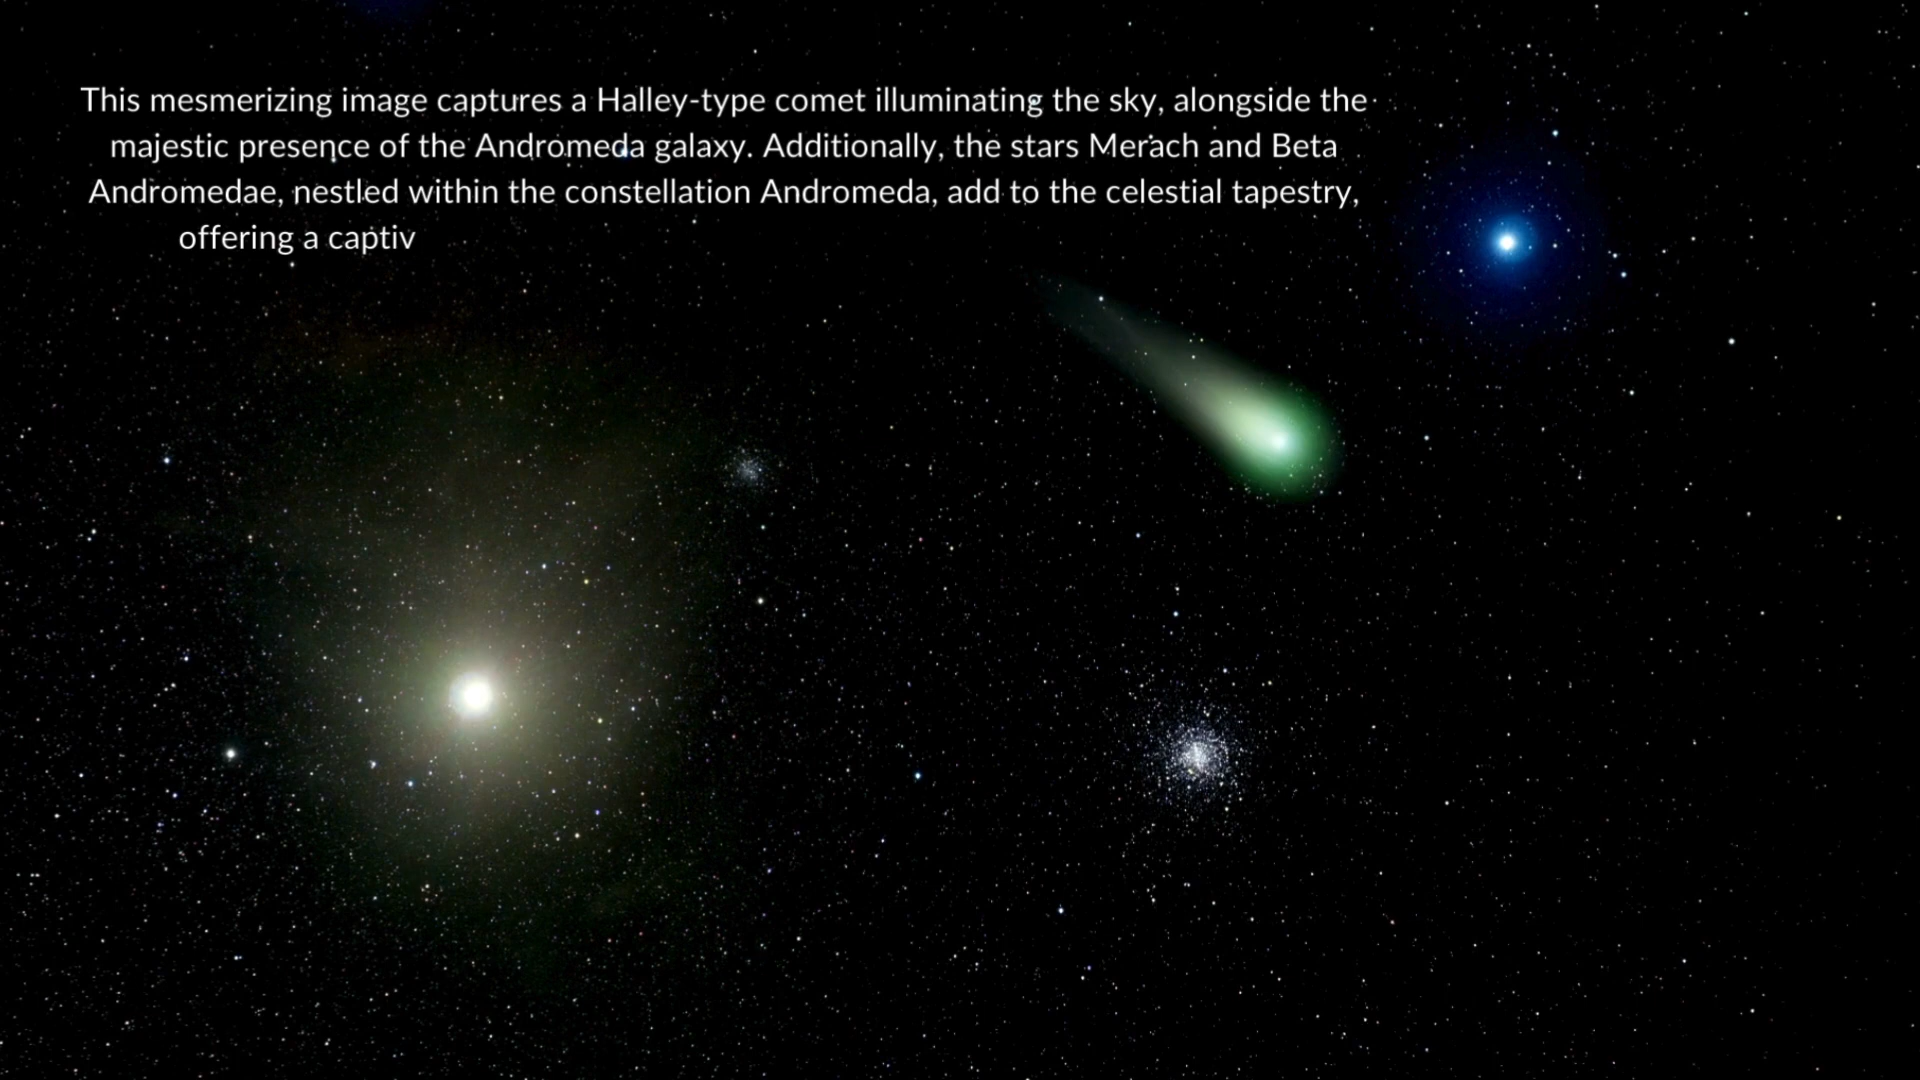 This mesmerizing image captures a Halley-type comet illuminating the sky, alongside the
majestic presence of the Andromeda galaxy. Additionally, the stars Merach and Beta
Andromedae, nestled within the constellation Andromeda, add to the celestial tapestry,
offering a captiv